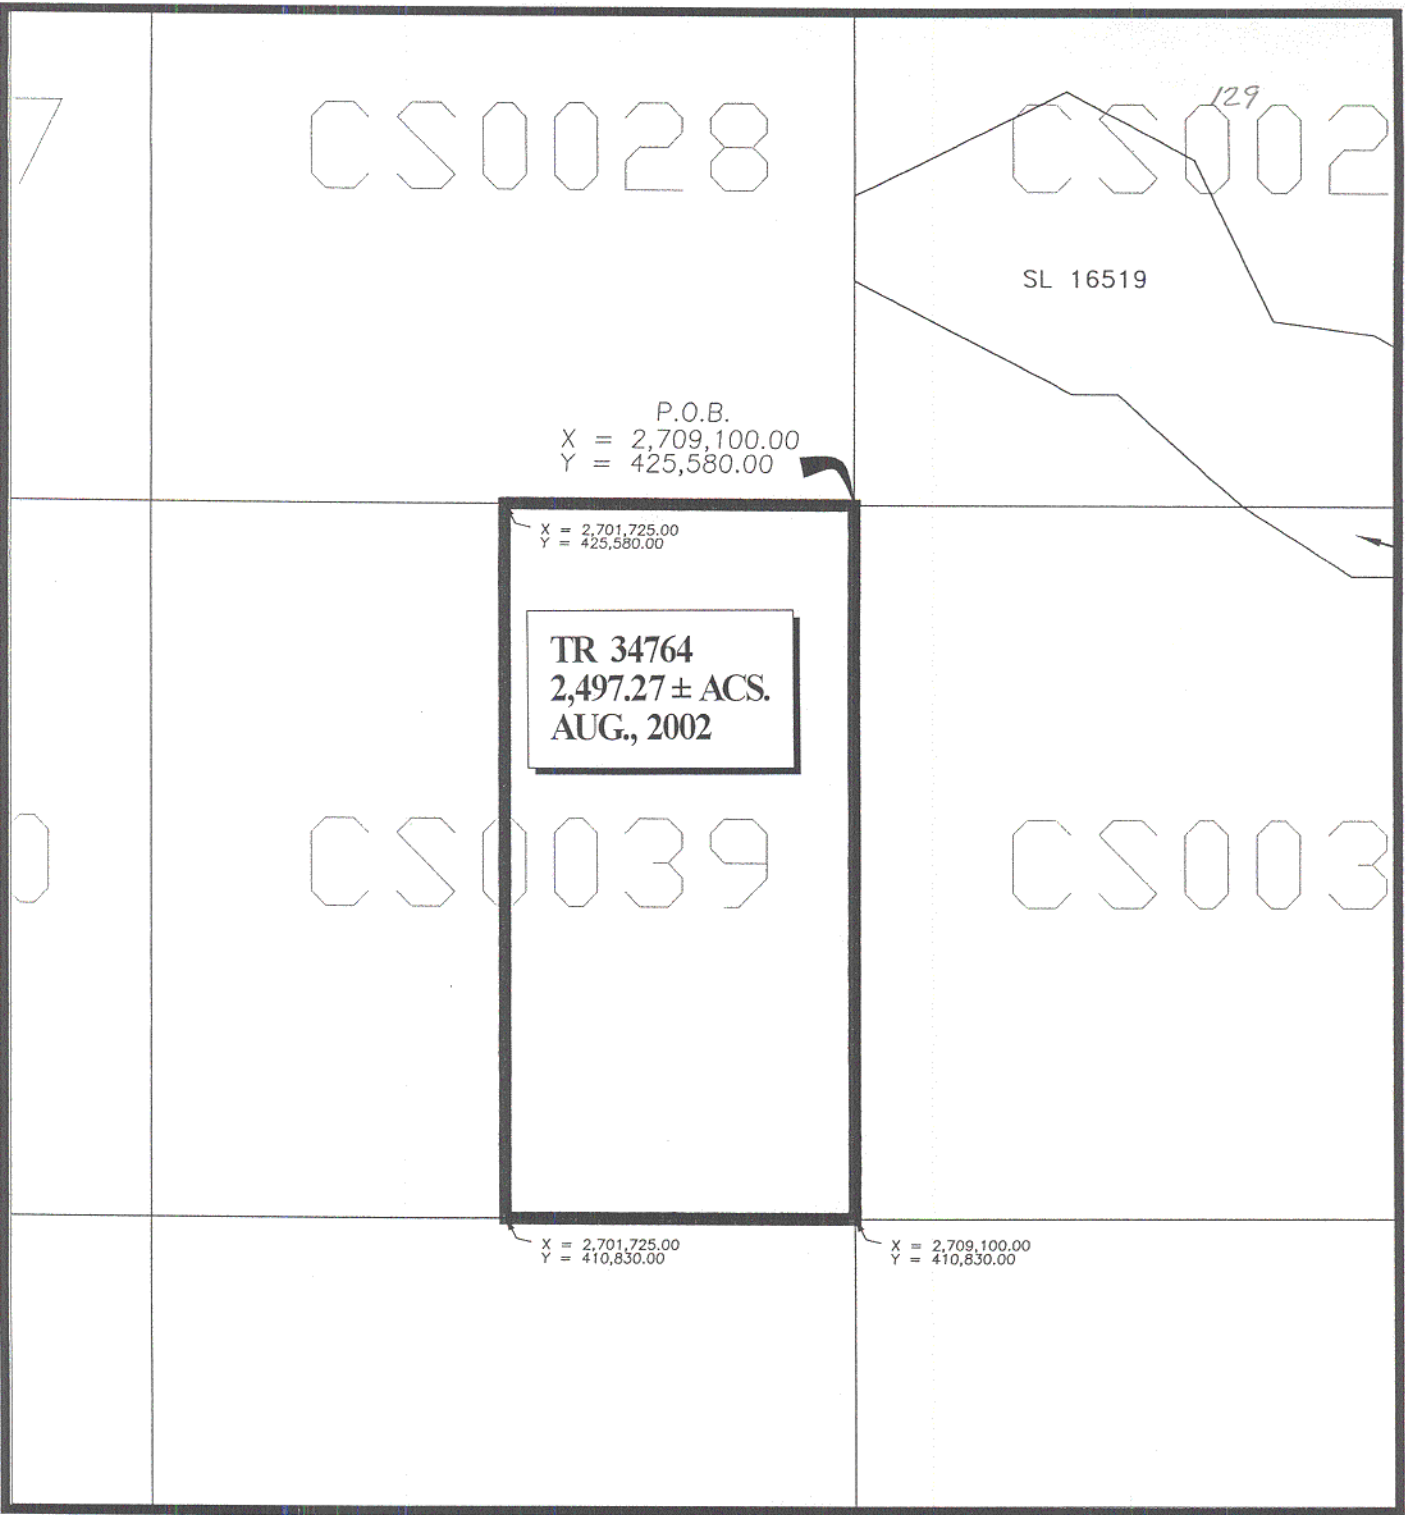 7
CS0028
129
CS002
SL 16519
P.O.B.
X = 2,709,100.00
Y = 425,580.00
X = 2,701,725.00
Y = 425,580.00
TR 34764
2,497.27 ± ACS.
AUG., 2002
0
CS0039
CS003
X = 2,701,725.00
Y = 410,830.00
X = 2,709,100.00
Y = 410,830.00